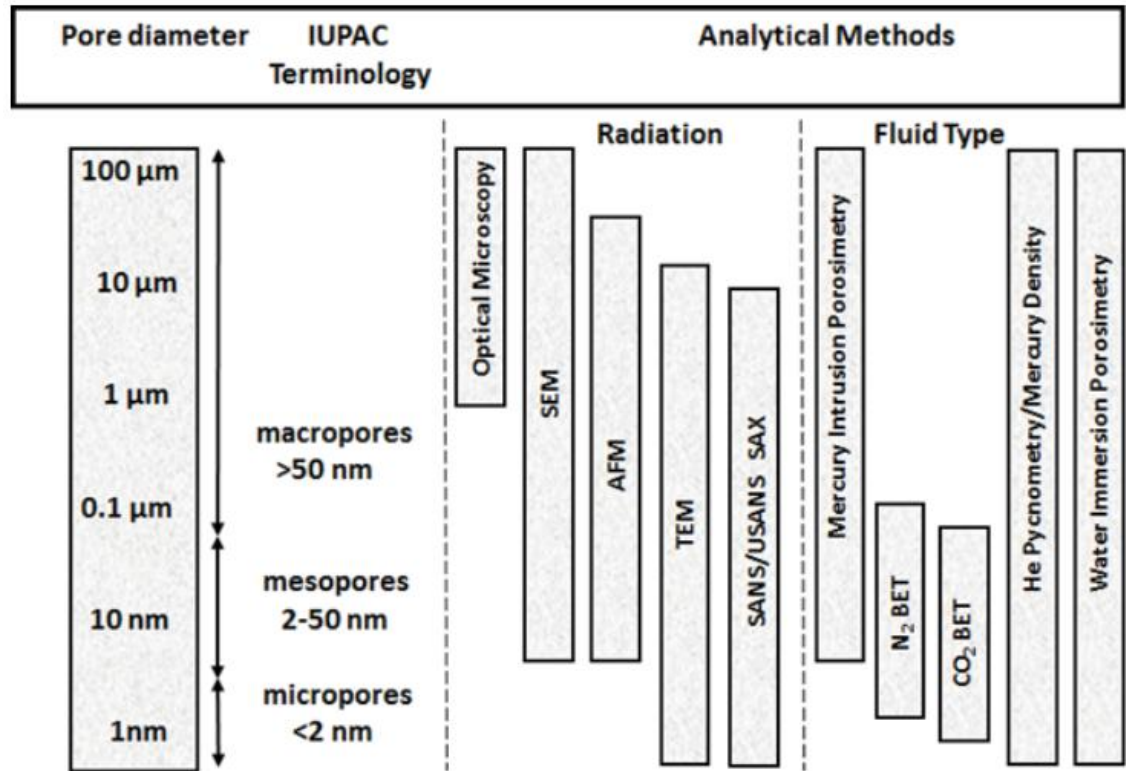 Pore diameter
IUPAC
Terminology
Analytical Methods
Radiation
Fluid Type
100 µm
10 µm
1 µm
0.1 µm
10 nm
1nm
macropores
>50 nm
mesopores
2-50 nm
micropores
<2 nm
Optical Microscopy
SEM
AFM
TEM
SANS/USANS SAX
Mercury Intrusion Porosimetry
N₂ BET
CO₂ BET
He Pycnometry/Mercury Density
Water Immersion Porosimetry